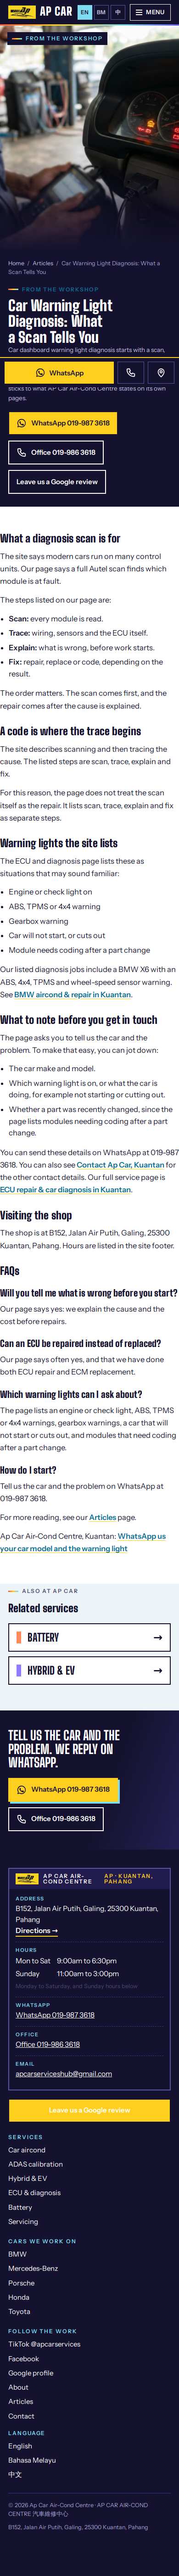 AP CAR
EN
BM
中
MENU
FROM THE WORKSHOP
Home / Articles / Car Warning Light Diagnosis: What a
Scan Tells You
FROM THE WORKSHOP
Car Warning Light
Diagnosis: What
a Scan Tells You
Car dashboard warning light diagnosis starts with a scan,
WhatsApp
sticks to what AP Car Air-Cond Centre states on its own
pages.
WhatsApp 019-987 3618
Office 019-986 3618
Leave us a Google review
What a diagnosis scan is for
The site says modern cars run on many control
units. Our page says a full Autel scan finds which
module is at fault.
The steps listed on our page are:
• Scan: every module is read.
• Trace: wiring, sensors and the ECU itself.
• Explain: what is wrong, before work starts.
• Fix: repair, replace or code, depending on the
result.
The order matters. The scan comes first, and the
repair comes after the cause is explained.
A code is where the trace begins
The site describes scanning and then tracing the
cause. The listed steps are scan, trace, explain and
fix.
For this reason, the page does not treat the scan
itself as the repair. It lists scan, trace, explain and fix
as separate steps.
Warning lights the site lists
The ECU and diagnosis page lists these as
situations that may sound familiar:
• Engine or check light on
• ABS, TPMS or 4x4 warning
• Gearbox warning
• Car will not start, or cuts out
• Module needs coding after a part change
Our listed diagnosis jobs include a BMW X6 with an
ABS, 4x4, TPMS and wheel-speed sensor warning.
See BMW aircond & repair in Kuantan.
What to note before you get in touch
The page asks you to tell us the car and the
problem. To make that easy, you can jot down:
• The car make and model.
• Which warning light is on, or what the car is
doing, for example not starting or cutting out.
• Whether a part was recently changed, since the
page lists modules needing coding after a part
change.
You can send these details on WhatsApp at 019-987
3618. You can also see Contact Ap Car, Kuantan for
the other contact details. Our full service page is
ECU repair & car diagnosis in Kuantan.
Visiting the shop
The shop is at B152, Jalan Air Putih, Galing, 25300
Kuantan, Pahang. Hours are listed in the site footer.
FAQs
Will you tell me what is wrong before you start?
Our page says yes: we explain the cause and the
cost before repairs.
Can an ECU be repaired instead of replaced?
Our page says yes often, and that we have done
both ECU repair and ECM replacement.
Which warning lights can I ask about?
The page lists an engine or check light, ABS, TPMS
or 4x4 warnings, gearbox warnings, a car that will
not start or cuts out, and modules that need coding
after a part change.
How do I start?
Tell us the car and the problem on WhatsApp at
019-987 3618.
For more reading, see our Articles page.
Ap Car Air-Cond Centre, Kuantan: WhatsApp us
your car model and the warning light
ALSO AT AP CAR
Related services
BATTERY →
HYBRID & EV →
TELL US THE CAR AND THE
PROBLEM. WE REPLY ON
WHATSAPP.
WhatsApp 019-987 3618
Office 019-986 3618
AP CAR AIR-
COND CENTRE
AP · KUANTAN,
PAHANG
ADDRESS
B152, Jalan Air Putih, Galing, 25300 Kuantan,
Pahang
Directions →
HOURS
Mon to Sat 9:00am to 6:30pm
Sunday 11:00am to 3:00pm
Monday to Saturday, and Sunday hours below
WHATSAPP
WhatsApp 019-987 3618
OFFICE
Office 019-986 3618
EMAIL
apcarserviceshub@gmail.com
Leave us a Google review
SERVICES
Car aircond
ADAS calibration
Hybrid & EV
ECU & diagnosis
Battery
Servicing
CARS WE WORK ON
BMW
Mercedes-Benz
Porsche
Honda
Toyota
FOLLOW THE WORK
TikTok @apcarservices
Facebook
Google profile
About
Articles
Contact
LANGUAGE
English
Bahasa Melayu
中文
© 2026 Ap Car Air-Cond Centre · AP CAR AIR-COND
CENTRE 汽車維修中心
B152, Jalan Air Putih, Galing, 25300 Kuantan, Pahang